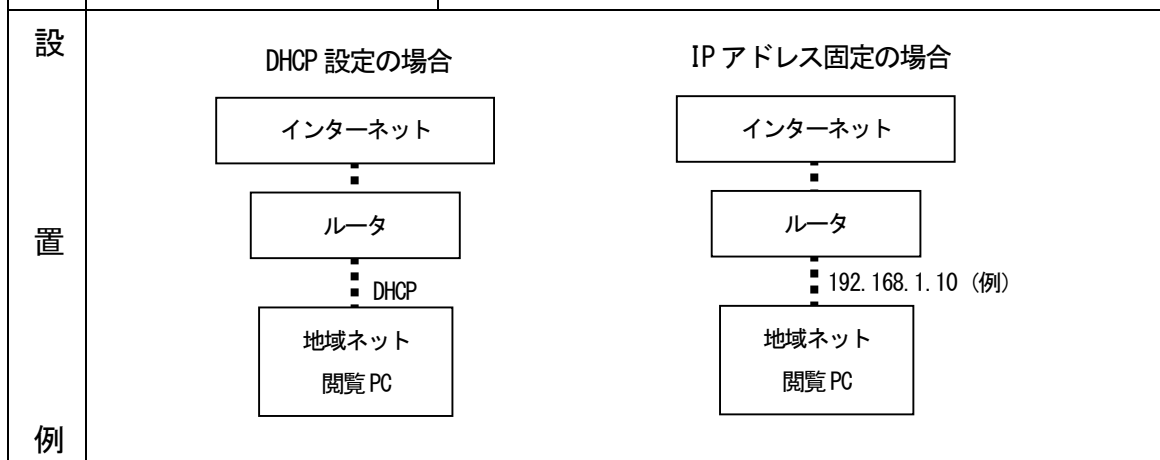 設
置
例
DHCP 設定の場合
インターネット
ルータ
DHCP
地域ネット
閲覧 PC
IP アドレス固定の場合
インターネット
ルータ
192.168.1.10 (例)
地域ネット
閲覧 PC